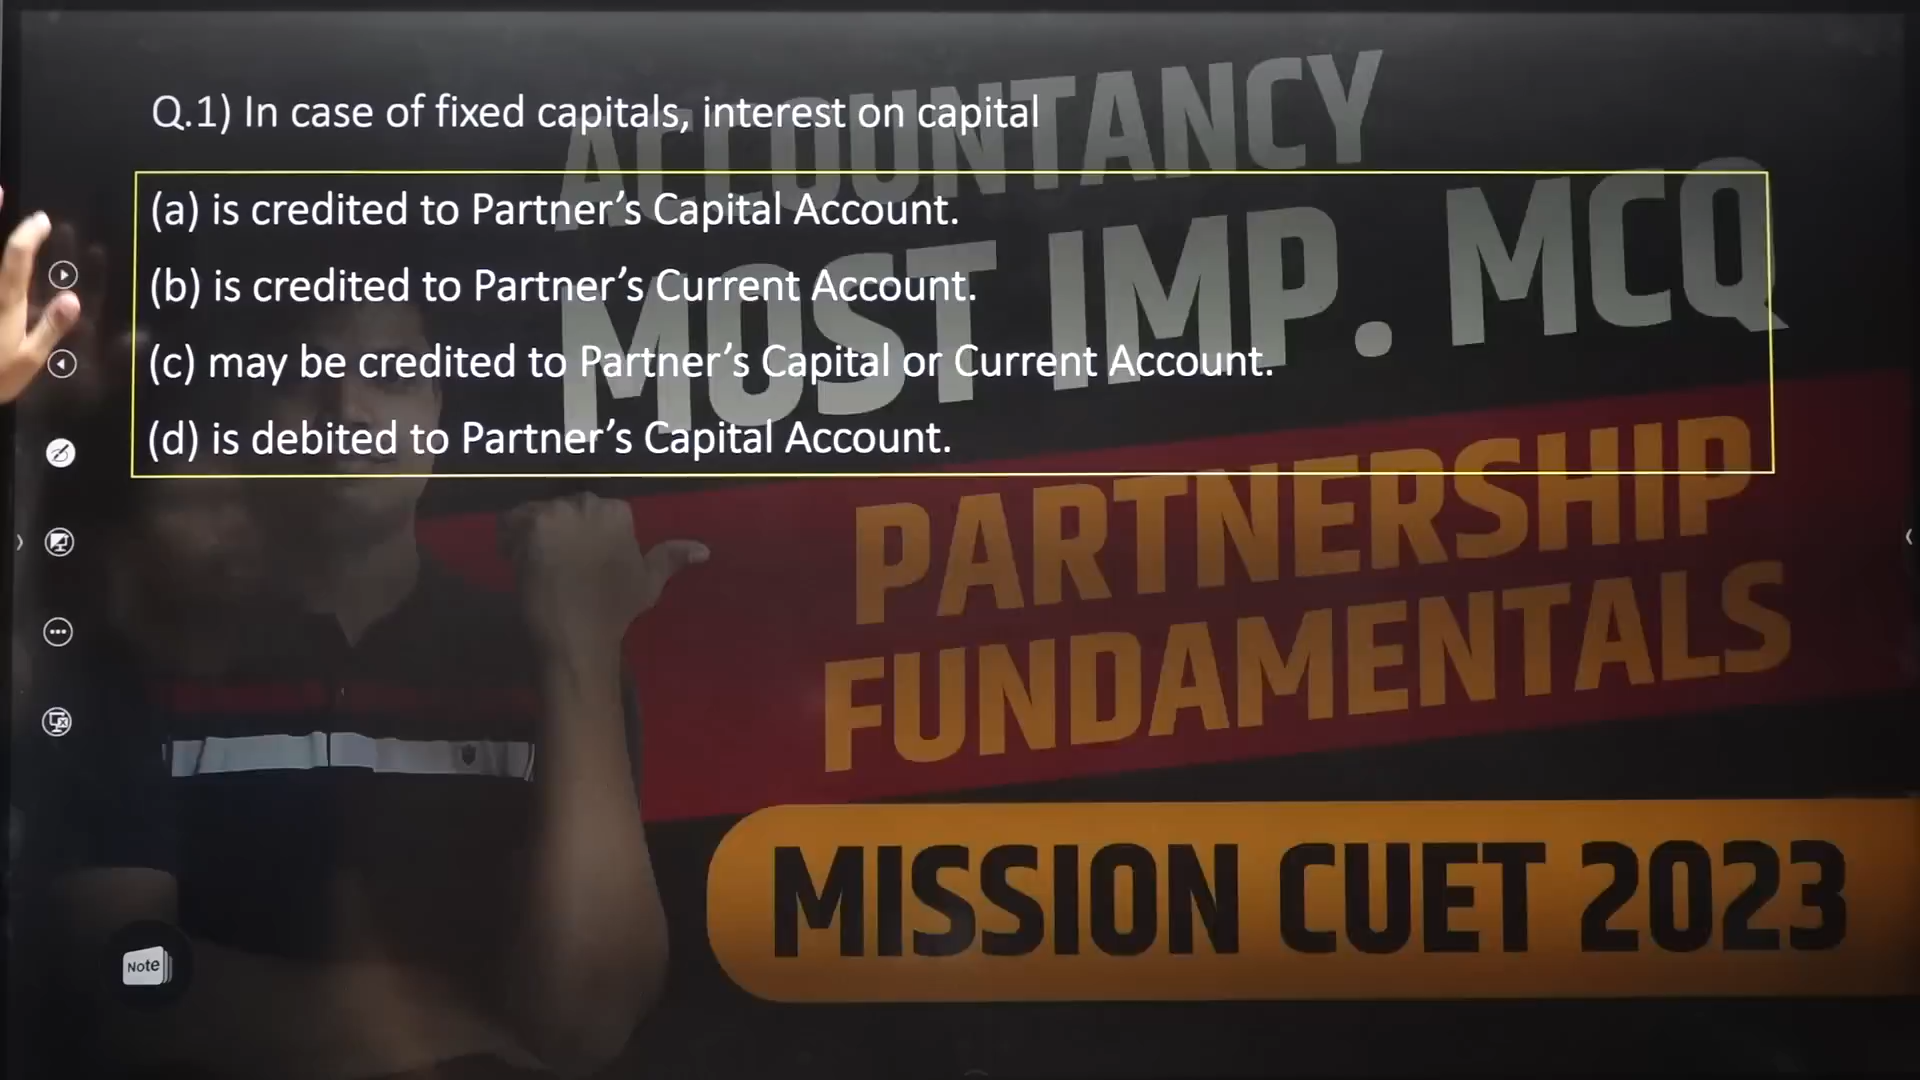 Q.1) In case of fixed capitals, interest on capital
(a) is credited to Partner’s Capital Account.
(b) is credited to Partner’s Current Account.
(c) may be credited to Partner’s Capital or Current Account.
(d) is debited to Partner’s Capital Account.
ACCOUNTANCY
MOST IMP. MCQ
PARTNERSHIP
FUNDAMENTALS
MISSION CUET 2023
Note